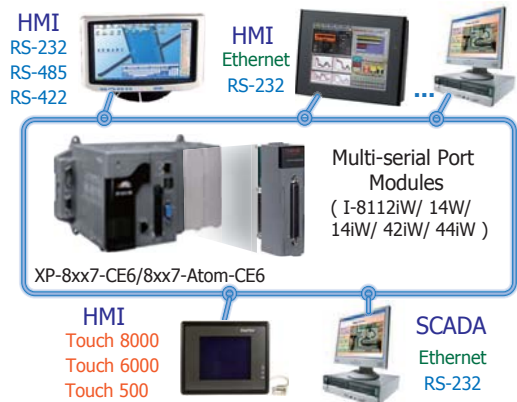 HMI
RS-232
RS-485
RS-422
HMI
Ethernet
RS-232
...
Multi-serial Port
Modules
( I-8112iW/ 14W/
14iW/ 42iW/ 44iW )
XP-8xx7-CE6/8xx7-Atom-CE6
HMI
Touch 8000
Touch 6000
Touch 500
SCADA
Ethernet
RS-232